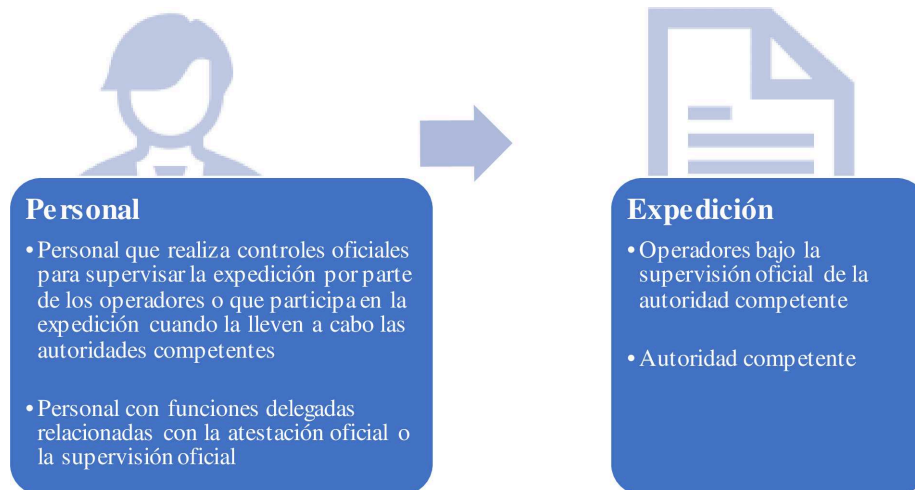 Personal
• Personal que realiza controles oficiales
para supervisar la expedición por parte
de los operadores o que participa en la
expedición cuando la lleven a cabo las
autoridades competentes
• Personal con funciones delegadas
relacionadas con la atestación oficial o
la supervisión oficial
Expedición
• Operadores bajo la
supervisión oficial de la
autoridad competente
• Autoridad competente